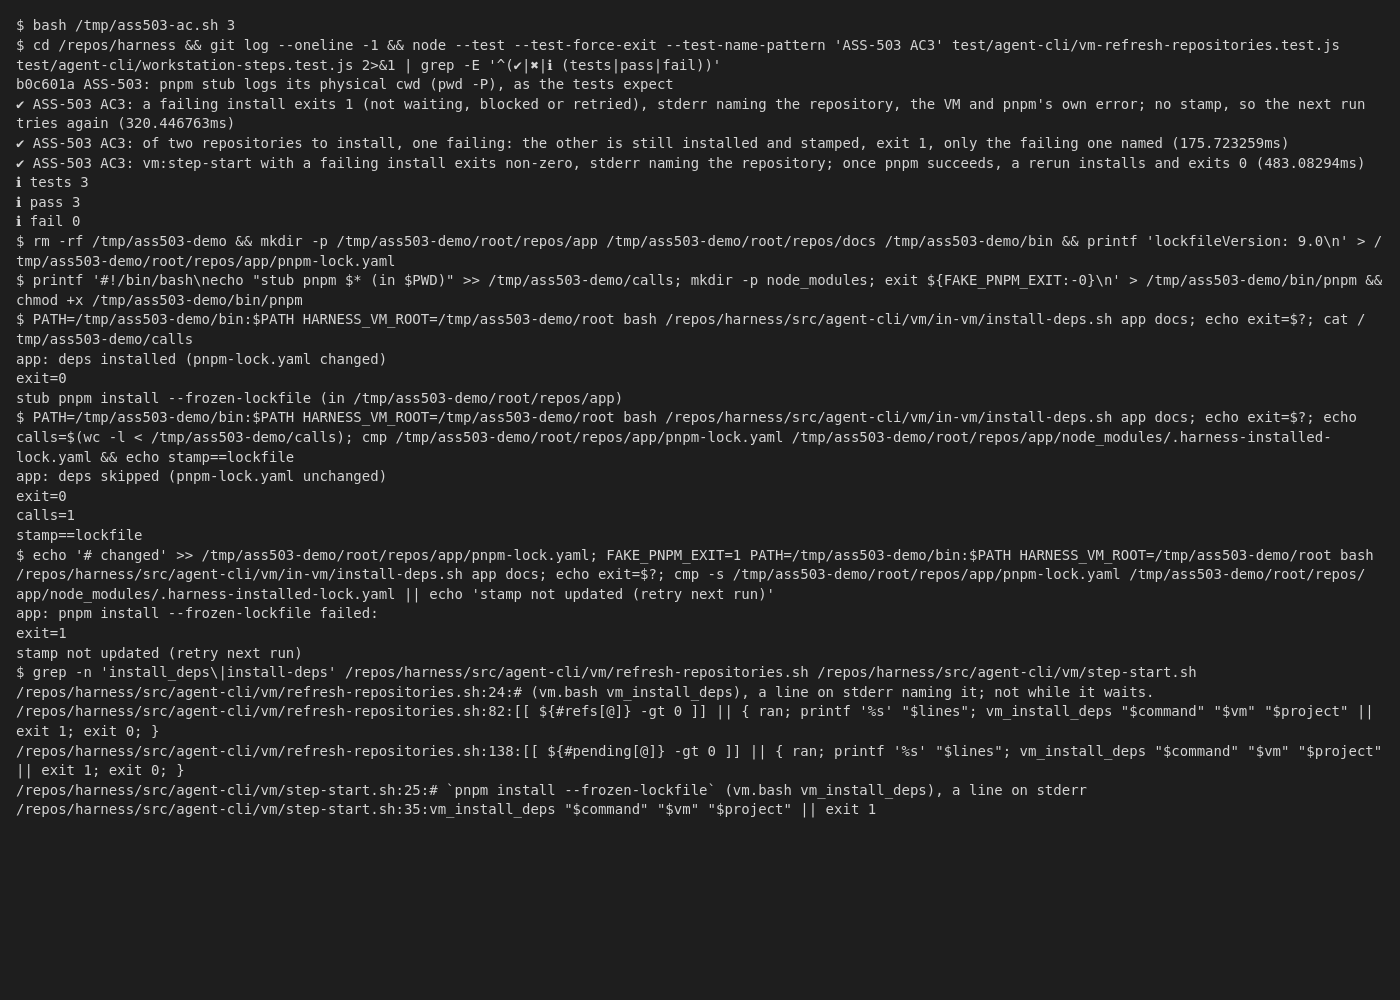 $ bash /tmp/ass503-ac.sh 3
$ cd /repos/harness && git log --oneline -1 && node --test --test-force-exit --test-name-pattern 'ASS-503 AC3' test/agent-cli/vm-refresh-repositories.test.js
test/agent-cli/workstation-steps.test.js 2>&1 | grep -E '^(✔|✖|ℹ (tests|pass|fail))'
b0c601a ASS-503: pnpm stub logs its physical cwd (pwd -P), as the tests expect
✔ ASS-503 AC3: a failing install exits 1 (not waiting, blocked or retried), stderr naming the repository, the VM and pnpm's own error; no stamp, so the next run
tries again (320.446763ms)
✔ ASS-503 AC3: of two repositories to install, one failing: the other is still installed and stamped, exit 1, only the failing one named (175.723259ms)
✔ ASS-503 AC3: vm:step-start with a failing install exits non-zero, stderr naming the repository; once pnpm succeeds, a rerun installs and exits 0 (483.08294ms)
ℹ tests 3
ℹ pass 3
ℹ fail 0
$ rm -rf /tmp/ass503-demo && mkdir -p /tmp/ass503-demo/root/repos/app /tmp/ass503-demo/root/repos/docs /tmp/ass503-demo/bin && printf 'lockfileVersion: 9.0\n' > /
tmp/ass503-demo/root/repos/app/pnpm-lock.yaml
$ printf '#!/bin/bash\necho "stub pnpm $* (in $PWD)" >> /tmp/ass503-demo/calls; mkdir -p node_modules; exit ${FAKE_PNPM_EXIT:-0}\n' > /tmp/ass503-demo/bin/pnpm &&
chmod +x /tmp/ass503-demo/bin/pnpm
$ PATH=/tmp/ass503-demo/bin:$PATH HARNESS_VM_ROOT=/tmp/ass503-demo/root bash /repos/harness/src/agent-cli/vm/in-vm/install-deps.sh app docs; echo exit=$?; cat /
tmp/ass503-demo/calls
app: deps installed (pnpm-lock.yaml changed)
exit=0
stub pnpm install --frozen-lockfile (in /tmp/ass503-demo/root/repos/app)
$ PATH=/tmp/ass503-demo/bin:$PATH HARNESS_VM_ROOT=/tmp/ass503-demo/root bash /repos/harness/src/agent-cli/vm/in-vm/install-deps.sh app docs; echo exit=$?; echo
calls=$(wc -l < /tmp/ass503-demo/calls); cmp /tmp/ass503-demo/root/repos/app/pnpm-lock.yaml /tmp/ass503-demo/root/repos/app/node_modules/.harness-installed-
lock.yaml && echo stamp==lockfile
app: deps skipped (pnpm-lock.yaml unchanged)
exit=0
calls=1
stamp==lockfile
$ echo '# changed' >> /tmp/ass503-demo/root/repos/app/pnpm-lock.yaml; FAKE_PNPM_EXIT=1 PATH=/tmp/ass503-demo/bin:$PATH HARNESS_VM_ROOT=/tmp/ass503-demo/root bash
/repos/harness/src/agent-cli/vm/in-vm/install-deps.sh app docs; echo exit=$?; cmp -s /tmp/ass503-demo/root/repos/app/pnpm-lock.yaml /tmp/ass503-demo/root/repos/
app/node_modules/.harness-installed-lock.yaml || echo 'stamp not updated (retry next run)'
app: pnpm install --frozen-lockfile failed:
exit=1
stamp not updated (retry next run)
$ grep -n 'install_deps\|install-deps' /repos/harness/src/agent-cli/vm/refresh-repositories.sh /repos/harness/src/agent-cli/vm/step-start.sh
/repos/harness/src/agent-cli/vm/refresh-repositories.sh:24:# (vm.bash vm_install_deps), a line on stderr naming it; not while it waits.
/repos/harness/src/agent-cli/vm/refresh-repositories.sh:82:[[ ${#refs[@]} -gt 0 ]] || { ran; printf '%s' "$lines"; vm_install_deps "$command" "$vm" "$project" ||
exit 1; exit 0; }
/repos/harness/src/agent-cli/vm/refresh-repositories.sh:138:[[ ${#pending[@]} -gt 0 ]] || { ran; printf '%s' "$lines"; vm_install_deps "$command" "$vm" "$project"
|| exit 1; exit 0; }
/repos/harness/src/agent-cli/vm/step-start.sh:25:# `pnpm install --frozen-lockfile` (vm.bash vm_install_deps), a line on stderr
/repos/harness/src/agent-cli/vm/step-start.sh:35:vm_install_deps "$command" "$vm" "$project" || exit 1